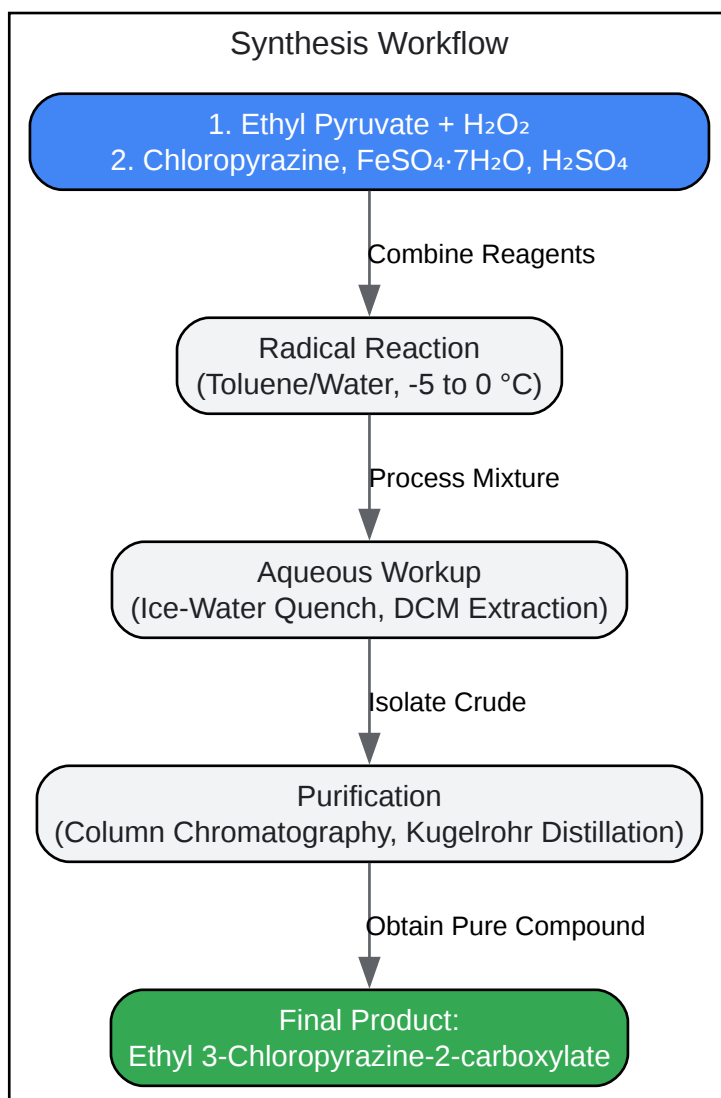 Synthesis Workflow
1. Ethyl Pyruvate + H₂O₂
2. Chloropyrazine, FeSO₄·7H₂O, H₂SO₄
Combine Reagents
Radical Reaction
(Toluene/Water, -5 to 0 °C)
Process Mixture
Aqueous Workup
(Ice-Water Quench, DCM Extraction)
Isolate Crude
Purification
(Column Chromatography, Kugelrohr Distillation)
Obtain Pure Compound
Final Product:
Ethyl 3-Chloropyrazine-2-carboxylate